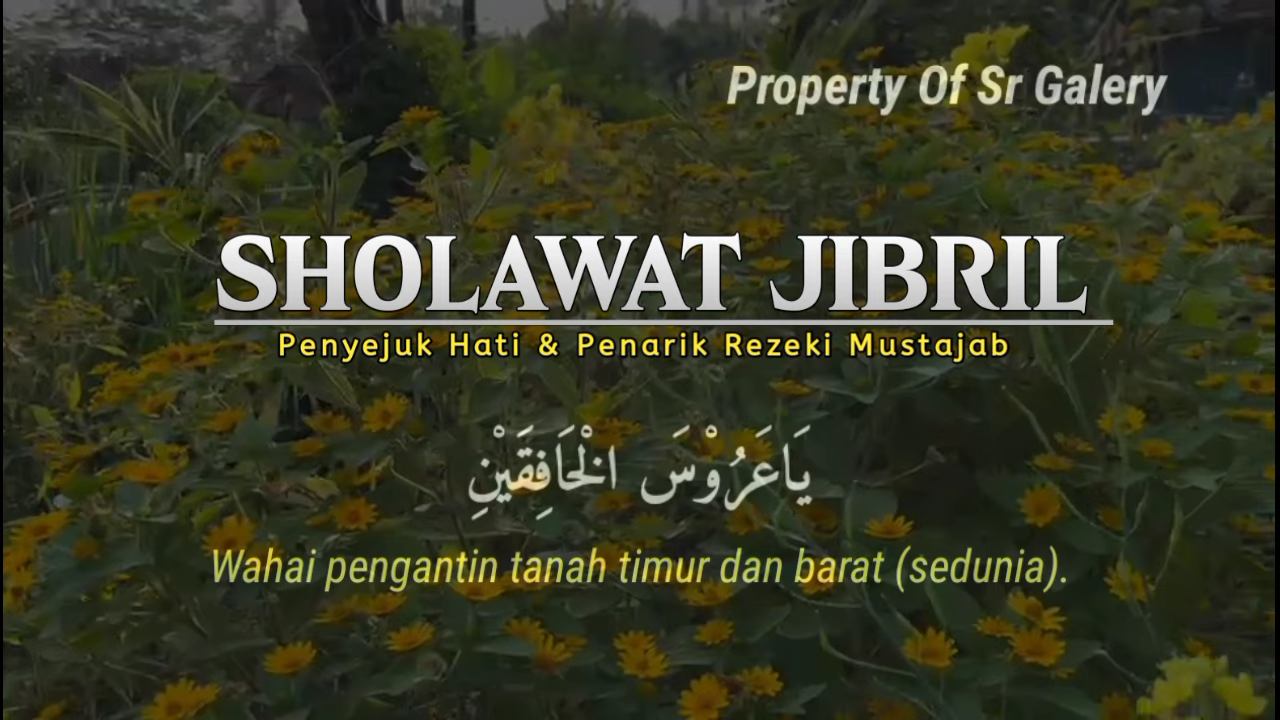 Property Of Sr Galery
SHOLAWAT JIBRIL
Penyejuk Hati & Penarik Rezeki Mustajab
يَاعَرُوْسَ الْخَافِقَيْنِ
Wahai pengantin tanah timur dan barat (sedunia).